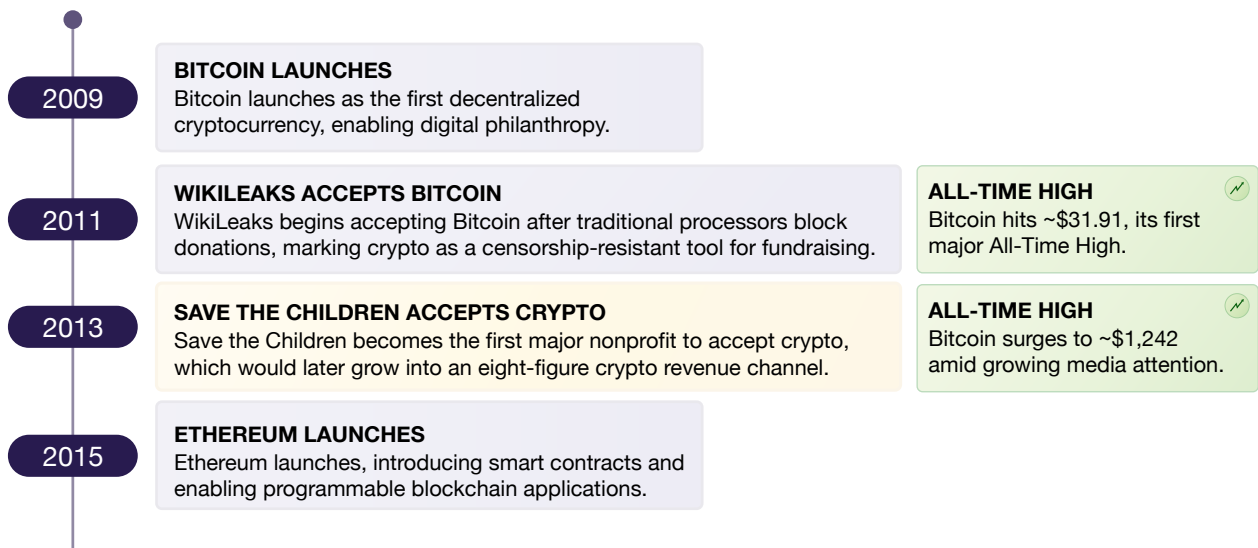 2009
BITCOIN LAUNCHES
Bitcoin launches as the first decentralized
cryptocurrency, enabling digital philanthropy.
2011
WIKILEAKS ACCEPTS BITCOIN
WikiLeaks begins accepting Bitcoin after traditional processors block
donations, marking crypto as a censorship-resistant tool for fundraising.
ALL-TIME HIGH
Bitcoin hits ~$31.91, its first
major All-Time High.
2013
SAVE THE CHILDREN ACCEPTS CRYPTO
Save the Children becomes the first major nonprofit to accept crypto,
which would later grow into an eight-figure crypto revenue channel.
ALL-TIME HIGH
Bitcoin surges to ~$1,242
amid growing media attention.
2015
ETHEREUM LAUNCHES
Ethereum launches, introducing smart contracts and
enabling programmable blockchain applications.